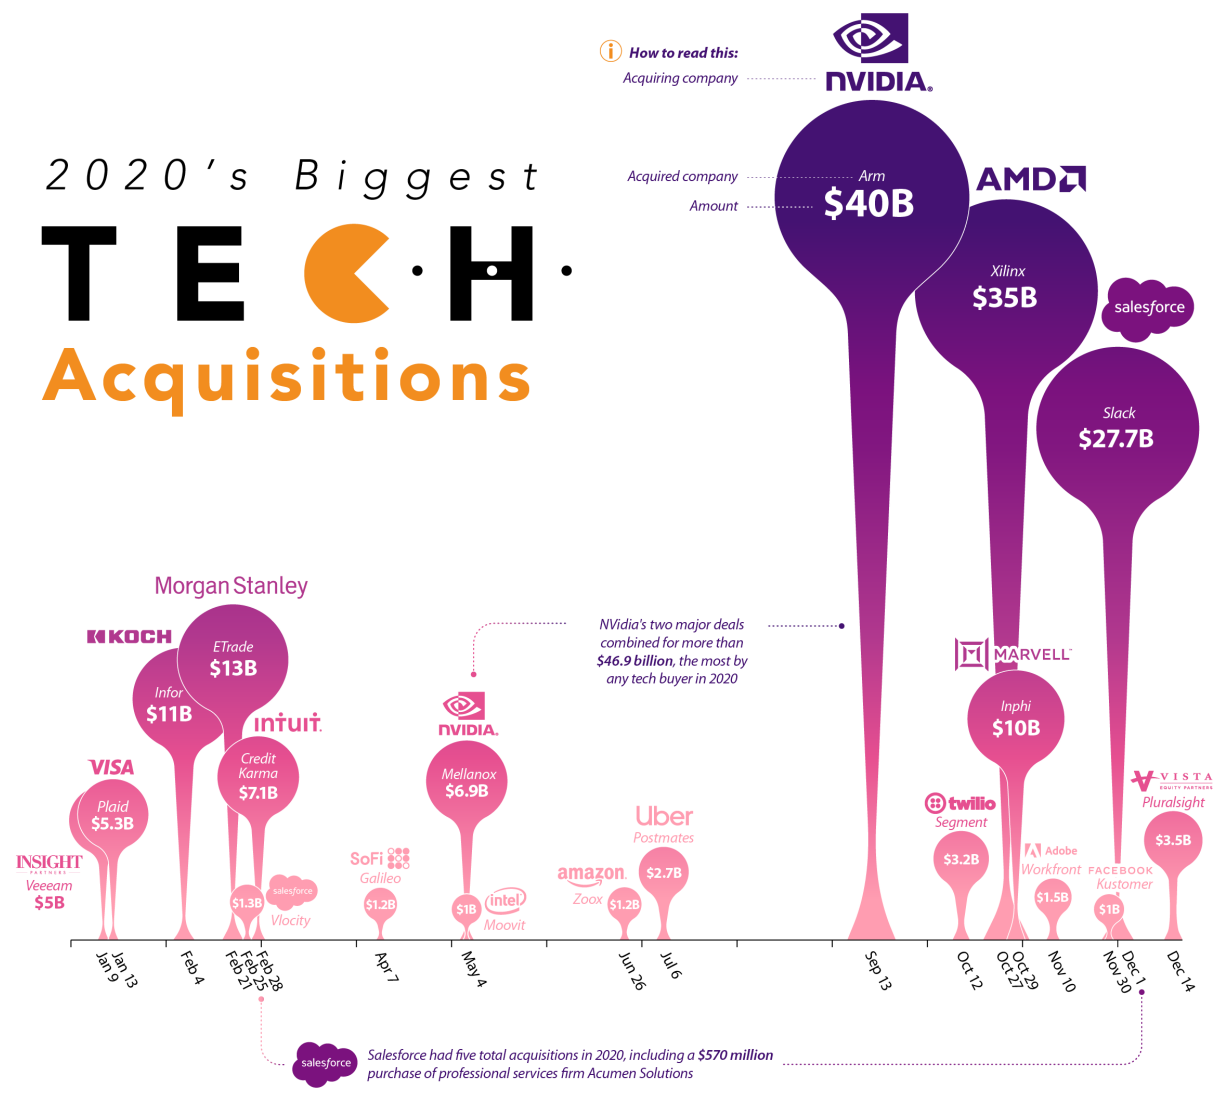 2020's Biggest
TECH
Acquisitions
How to read this:
Acquiring company
Acquired company
Amount
NVIDIA
Arm
$40B
AMD
Xilinx
$35B
salesforce
Slack
$27.7B
Morgan Stanley
ETrade
$13B
KOCH
Infor
$11B
INTUIT
Credit
Karma
$7.1B
VISA
Plaid
$5.3B
INSIGHT
PARTNERS
Veeeam
$5B
$1.3B
salesforce
Vlocity
SoFi
Galileo
$1.2B
NVidia's two major deals
combined for more than
$46.9 billion, the most by
any tech buyer in 2020
NVIDIA
Mellanox
$6.9B
$1B
intel
Moovit
amazon
Zoox
$1.2B
Uber
Postmates
$2.7B
MARVELL
Inphi
$10B
twilio
Segment
$3.2B
Adobe
Workfront
$1.5B
FACEBOOK
Kustomer
$1B
VISTA
EQUITY PARTNERS
Pluralsight
$3.5B
Jan 9
Jan 13
Feb 4
Feb 21
Feb 25
Feb 28
Apr 7
May 4
Jun 26
Jul 6
Sep 13
Oct 12
Oct 27
Oct 29
Nov 10
Nov 30
Dec 1
Dec 14
salesforce
Salesforce had five total acquisitions in 2020, including a $570 million
purchase of professional services firm Acumen Solutions